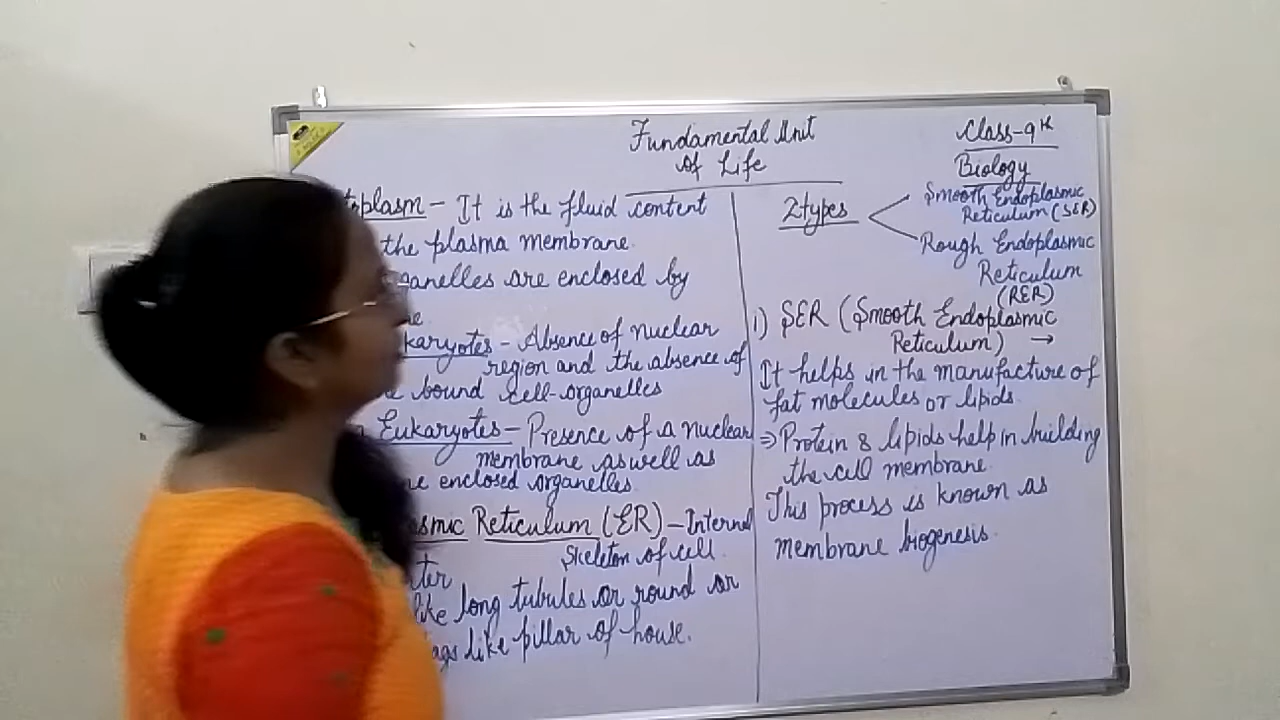 Fundamental Unit
of Life
Class-9th
Biology
toplasm - It is the fluid content
the plasma membrane.
ganelles are enclosed by
ne
karyotes - Absence of nuclear
region and the absence of
e bound cell-organelles
Eukaryotes - Presence of a nuclear
membrane as well as
ne enclosed organelles.
asmic Reticulum (ER) - Internal
Skeleton of cell.
like long tubules or round or
ags like pillar of house.
2 types
Smooth Endoplasmic
Reticulum (SER)
Rough Endoplasmic
Reticulum
(RER)
1) SER (Smooth Endoplasmic
Reticulum) →
It helps in the manufacture of
fat molecules or lipids.
⇒ Protein & lipids help in building
the cell membrane.
This process is known as
membrane biogenesis.